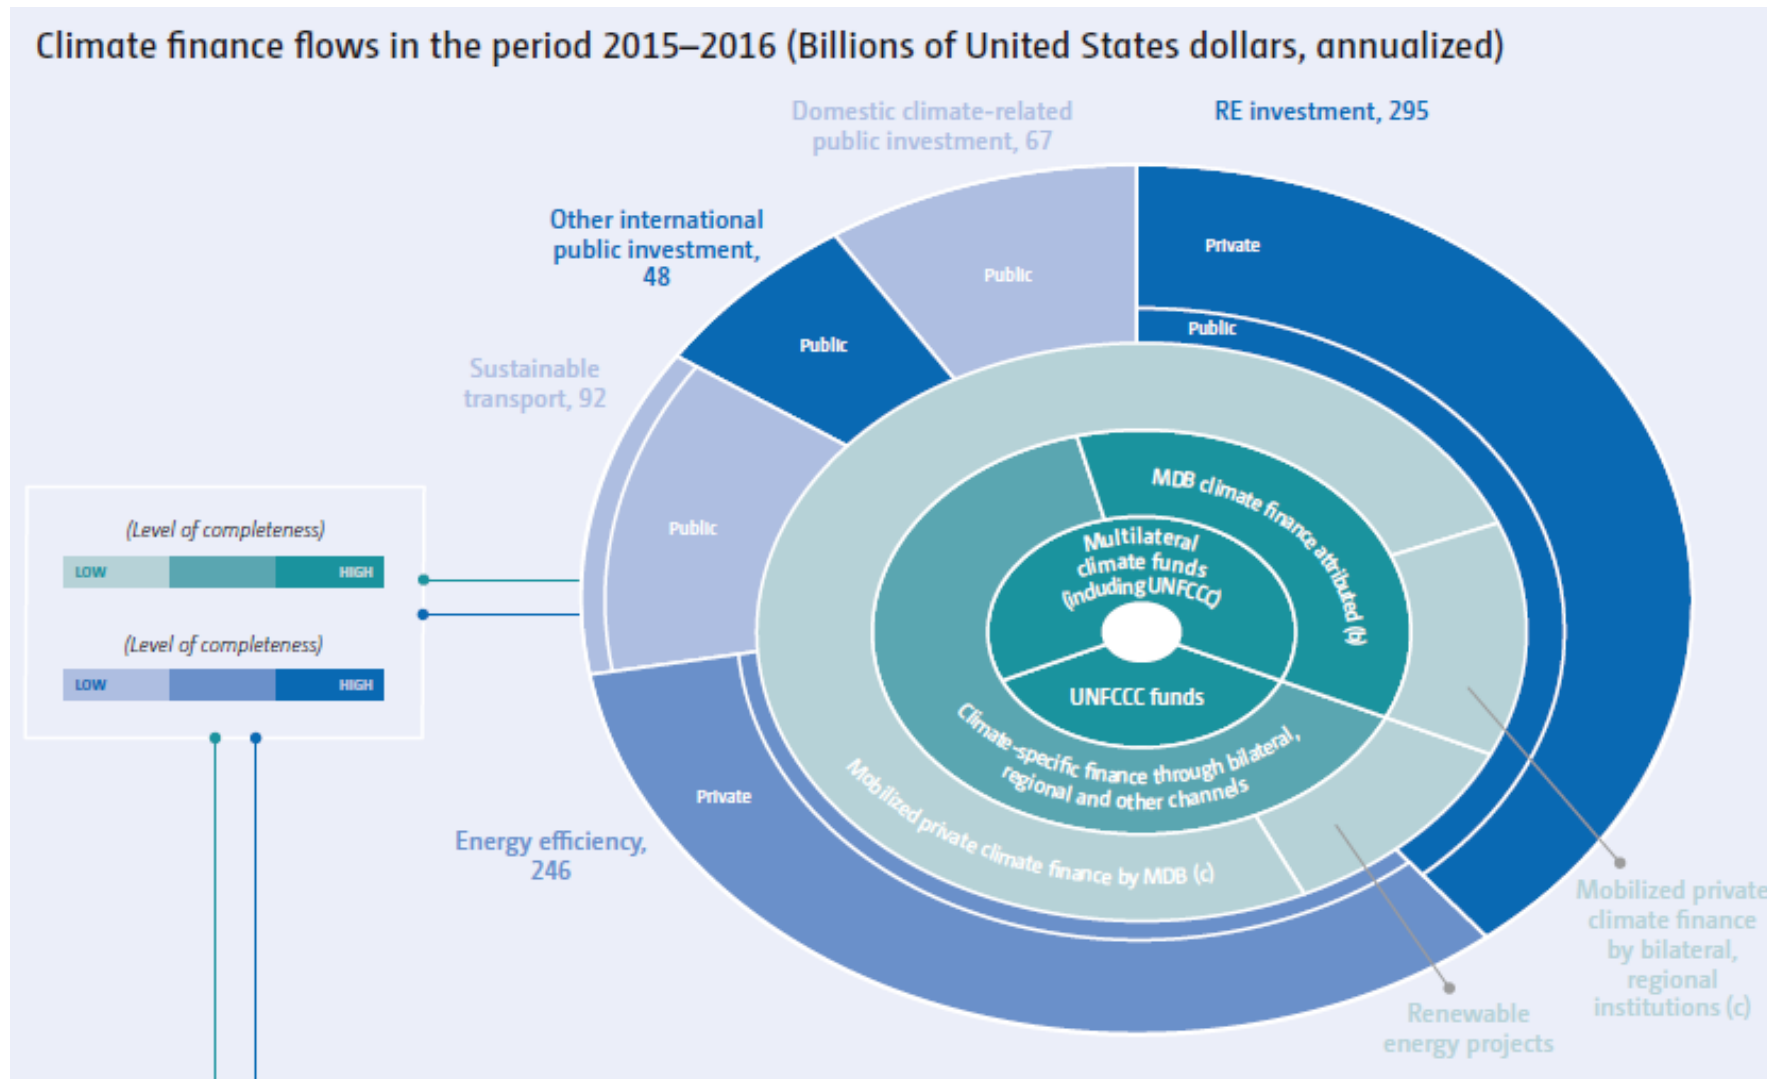 Climate finance flows in the period 2015–2016 (Billions of United States dollars, annualized)
Domestic climate-related
public investment, 67
RE investment, 295
Other international
public investment,
48
Private
Public
Public
Public
Sustainable
transport, 92
Public
(Level of completeness)
LOW
HIGH
(Level of completeness)
LOW
HIGH
MDB climate finance attributed (b)
Multilateral
climate funds
(including UNFCCC)
UNFCCC funds
Climate-specific finance through bilateral,
regional and other channels
Mobilized private climate finance by MDB (c)
Private
Energy efficiency,
246
Mobilized private
climate finance
by bilateral,
regional
institutions (c)
Renewable
energy projects